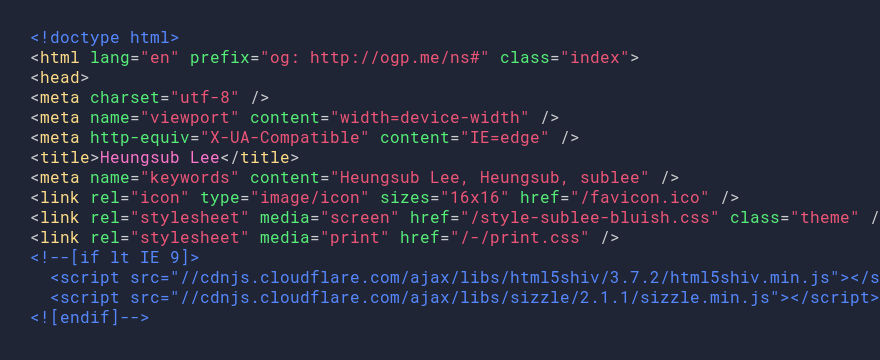 <!doctype html>
<html lang="en" prefix="og: http://ogp.me/ns#" class="index">
<head>
<meta charset="utf-8" />
<meta name="viewport" content="width=device-width" />
<meta http-equiv="X-UA-Compatible" content="IE=edge" />
<title>Heungsub Lee</title>
<meta name="keywords" content="Heungsub Lee, Heungsub, sublee" />
<link rel="icon" type="image/icon" sizes="16x16" href="/favicon.ico" />
<link rel="stylesheet" media="screen" href="/style-sublee-bluish.css" class="theme" /
<link rel="stylesheet" media="print" href="/-/print.css" />
<!--[if lt IE 9]>
  <script src="//cdnjs.cloudflare.com/ajax/libs/html5shiv/3.7.2/html5shiv.min.js"></s
  <script src="//cdnjs.cloudflare.com/ajax/libs/sizzle/2.1.1/sizzle.min.js"></script>
<![endif]-->